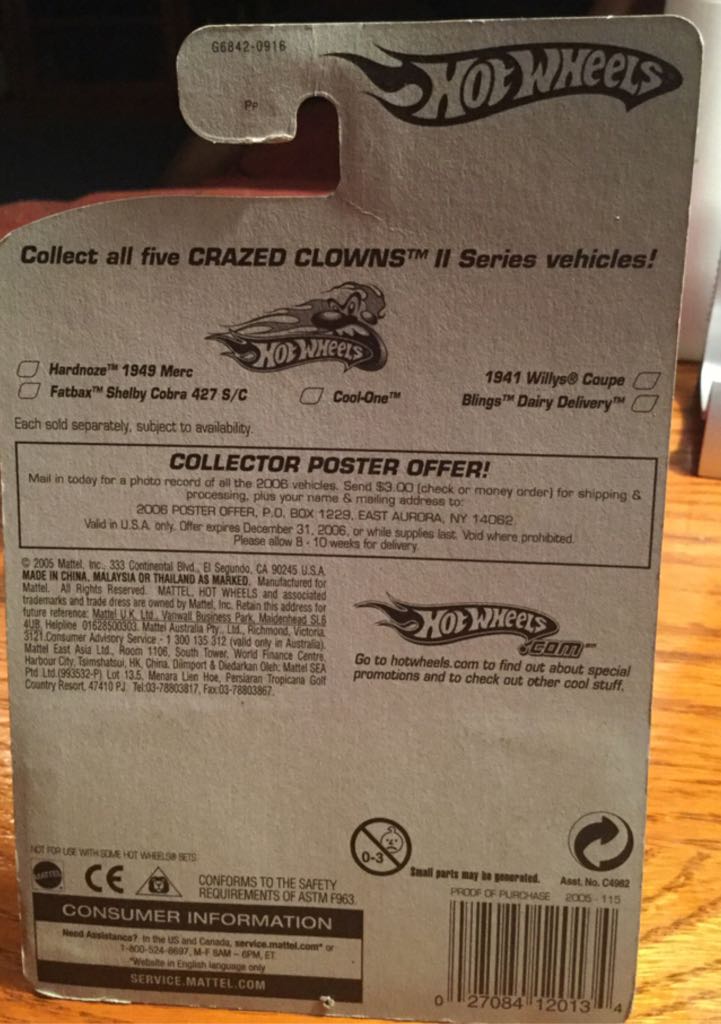 G6842-0916
HOT WHEELS
Pp
Collect all five CRAZED CLOWNS™ II Series vehicles!
HOT WHEELS
Hardnoze™ 1949 Merc
Fatbax™ Shelby Cobra 427 S/C
Cool-One™
1941 Willys® Coupe
Blings™ Dairy Delivery™
Each sold separately, subject to availability.
COLLECTOR POSTER OFFER!
Mail in today for a photo record of all the 2006 vehicles. Send $3.00 (check or money order) for shipping &
processing, plus your name & mailing address to:
2006 POSTER OFFER, P.O. BOX 1229, EAST AURORA, NY 14052.
Valid in U.S.A. only. Offer expires December 31, 2006, or while supplies last. Void where prohibited.
Please allow 8 - 10 weeks for delivery.
© 2005 Mattel, Inc., 333 Continental Blvd., El Segundo, CA 90245 U.S.A.
MADE IN CHINA, MALAYSIA OR THAILAND AS MARKED. Manufactured for
Mattel. All Rights Reserved. MATTEL, HOT WHEELS and associated
trademarks and trade dress are owned by Mattel, Inc. Retain this address for
future reference: Mattel U.K. Ltd., Vanwall Business Park, Maidenhead SL6
4UB. Helpline 01628500303. Mattel Australia Pty., Ltd., Richmond, Victoria.
3121.Consumer Advisory Service - 1 300 135 312 (valid only in Australia).
Mattel East Asia Ltd., Room 1106, South Tower, World Finance Centre,
Harbour City, Tsimshatsui, HK, China. Diimport & Diedarkan Oleh: Mattel SEA
Ptd Ltd.(993532-P) Lot 13.5, Menara Lien Hoe, Persiaran Tropicana Golf
Country Resort, 47410 PJ. Tel:03-78803817, Fax:03-78803867.
HOT WHEELS
.COM
Go to hotwheels.com to find out about special
promotions and to check out other cool stuff.
NOT FOR USE WITH SOME HOT WHEELS® SETS.
MATTEL
CE
CONFORMS TO THE SAFETY
REQUIREMENTS OF ASTM F963.
0-3
Small parts may be generated.
Asst. No. C4982
CONSUMER INFORMATION
Need Assistance? In the US and Canada, service.mattel.com* or
1-800-524-8697, M-F 8AM – 6PM, ET.
*Website in English language only
SERVICE.MATTEL.COM
PROOF OF PURCHASE 2005 - 115
0 27084 12013 4